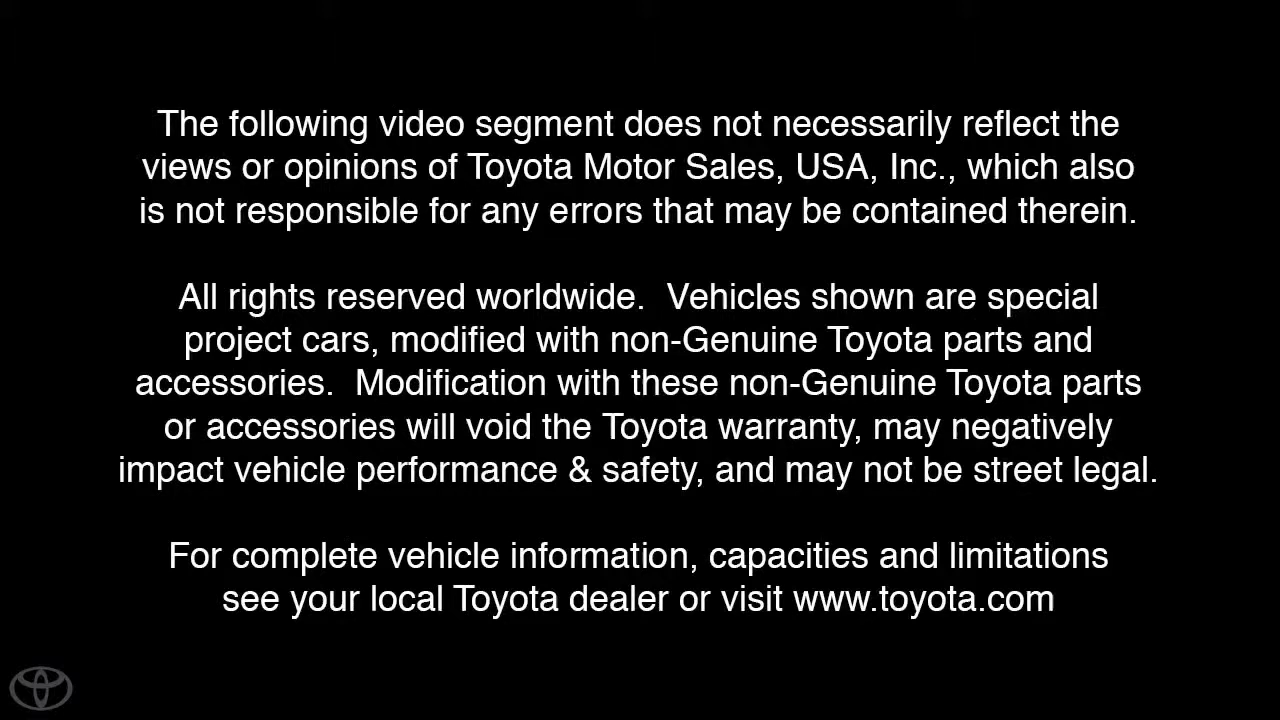 The following video segment does not necessarily reflect the
views or opinions of Toyota Motor Sales, USA, Inc., which also
is not responsible for any errors that may be contained therein.
All rights reserved worldwide.  Vehicles shown are special
project cars, modified with non-Genuine Toyota parts and
accessories.  Modification with these non-Genuine Toyota parts
or accessories will void the Toyota warranty, may negatively
impact vehicle performance & safety, and may not be street legal.
For complete vehicle information, capacities and limitations
see your local Toyota dealer or visit www.toyota.com